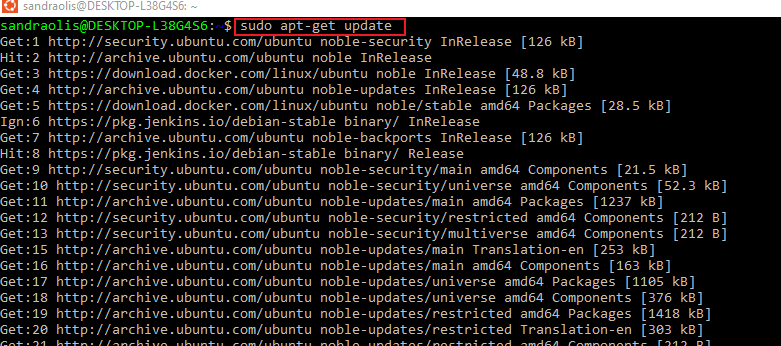 sandraolis@DESKTOP-L38G4S6: ~
sandraolis@DESKTOP-L38G4S6:~$ sudo apt-get update
Get:1 http://security.ubuntu.com/ubuntu noble-security InRelease [126 kB]
Hit:2 http://archive.ubuntu.com/ubuntu noble InRelease
Get:3 https://download.docker.com/linux/ubuntu noble InRelease [48.8 kB]
Get:4 http://archive.ubuntu.com/ubuntu noble-updates InRelease [126 kB]
Get:5 https://download.docker.com/linux/ubuntu noble/stable amd64 Packages [28.5 kB]
Ign:6 https://pkg.jenkins.io/debian-stable binary/ InRelease
Get:7 http://archive.ubuntu.com/ubuntu noble-backports InRelease [126 kB]
Hit:8 https://pkg.jenkins.io/debian-stable binary/ Release
Get:9 http://security.ubuntu.com/ubuntu noble-security/main amd64 Components [21.5 kB]
Get:10 http://security.ubuntu.com/ubuntu noble-security/universe amd64 Components [52.3 kB]
Get:11 http://archive.ubuntu.com/ubuntu noble-updates/main amd64 Packages [1237 kB]
Get:12 http://security.ubuntu.com/ubuntu noble-security/restricted amd64 Components [212 B]
Get:13 http://security.ubuntu.com/ubuntu noble-security/multiverse amd64 Components [212 B]
Get:15 http://archive.ubuntu.com/ubuntu noble-updates/main Translation-en [253 kB]
Get:16 http://archive.ubuntu.com/ubuntu noble-updates/main amd64 Components [163 kB]
Get:17 http://archive.ubuntu.com/ubuntu noble-updates/universe amd64 Packages [1105 kB]
Get:18 http://archive.ubuntu.com/ubuntu noble-updates/universe amd64 Components [376 kB]
Get:19 http://archive.ubuntu.com/ubuntu noble-updates/restricted amd64 Packages [1418 kB]
Get:20 http://archive.ubuntu.com/ubuntu noble-updates/restricted Translation-en [303 kB]
Get:21 http://archive.ubuntu.com/ubuntu noble-updates/restricted amd64 Components [212 B]